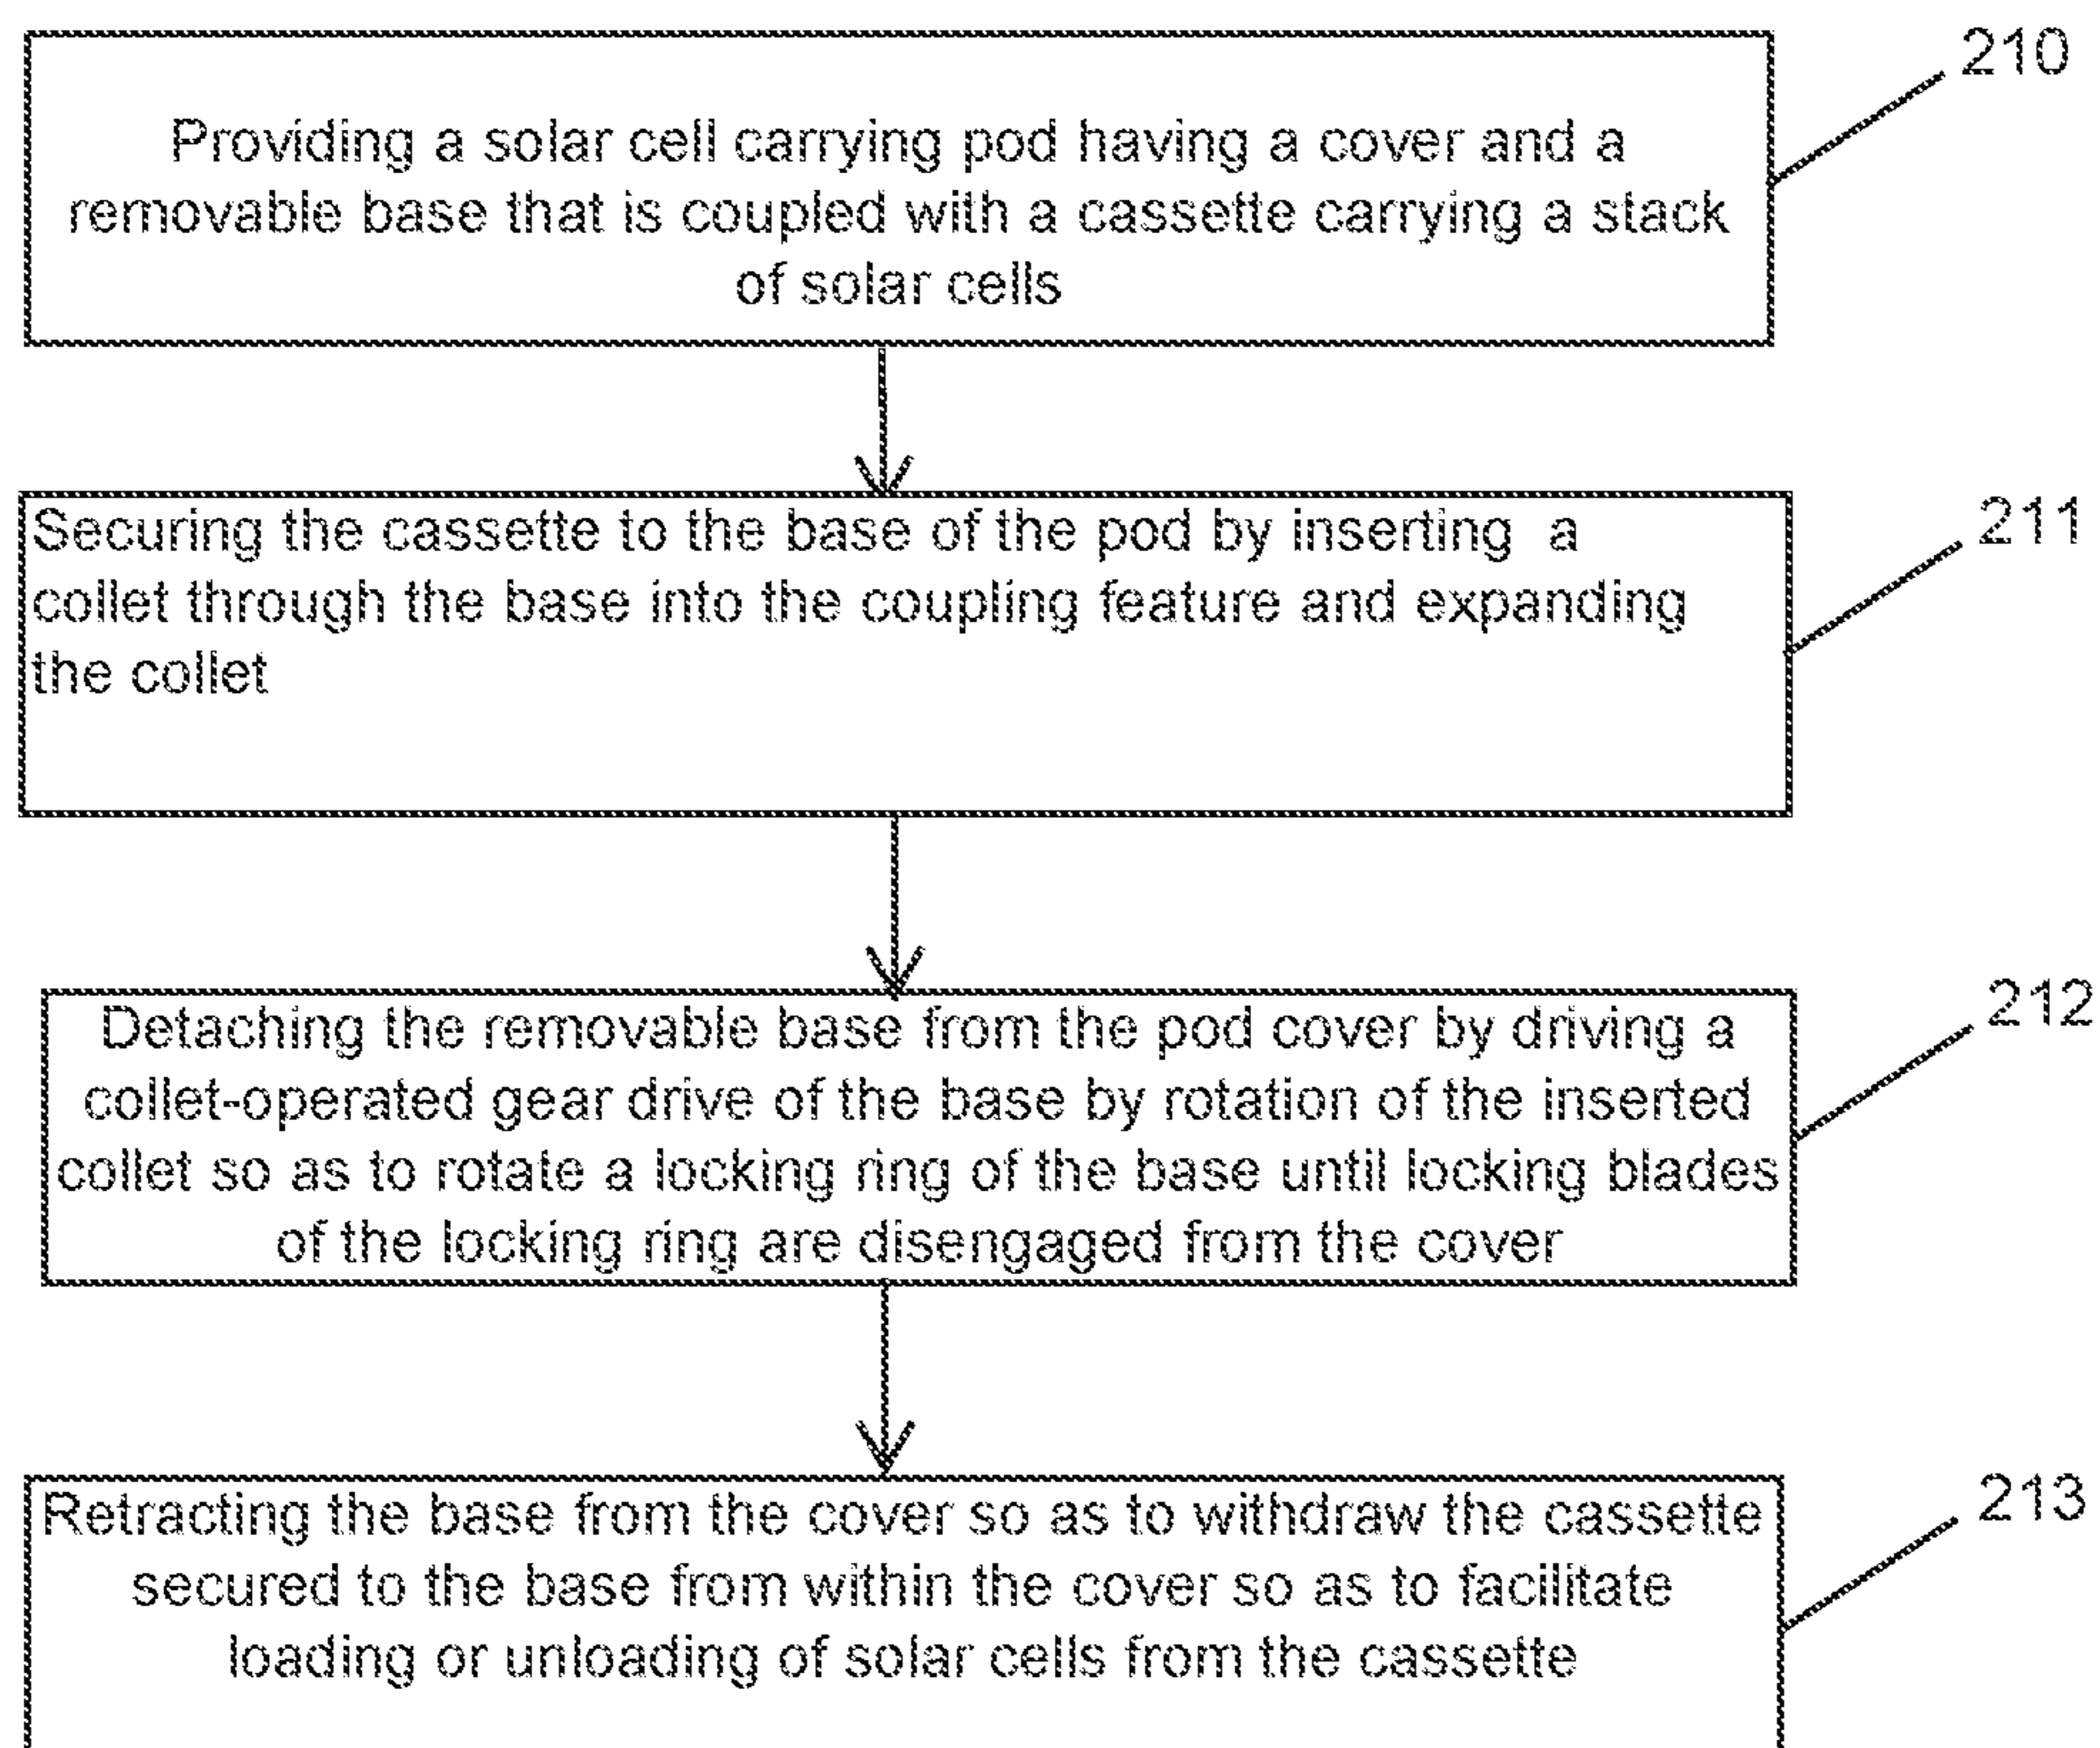 210
Providing a solar cell carrying pod having a cover and a
removable base that is coupled with a cassette carrying a stack
of solar cells
211
Securing the cassette to the base of the pod by inserting a
collet through the base into the coupling feature and expanding
the collet
212
Detaching the removable base from the pod cover by driving a
collet-operated gear drive of the base by rotation of the inserted
collet so as to rotate a locking ring of the base until locking blades
of the locking ring are disengaged from the cover
213
Retracting the base from the cover so as to withdraw the cassette
secured to the base from within the cover so as to facilitate
loading or unloading of solar cells from the cassette